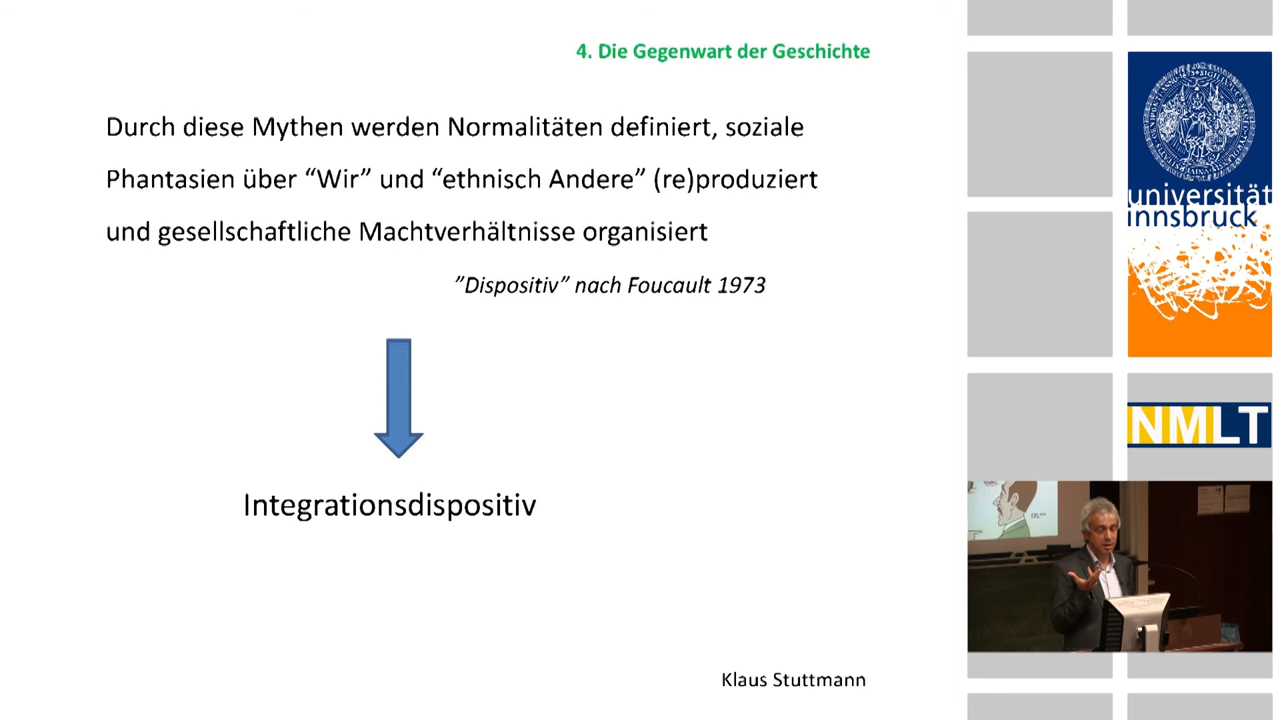 4. Die Gegenwart der Geschichte
Durch diese Mythen werden Normalitäten definiert, soziale
Phantasien über “Wir” und “ethnisch Andere” (re)produziert
und gesellschaftliche Machtverhältnisse organisiert
”Dispositiv” nach Foucault 1973
Integrationsdispositiv
Klaus Stuttmann
universität
innsbruck
NMLT